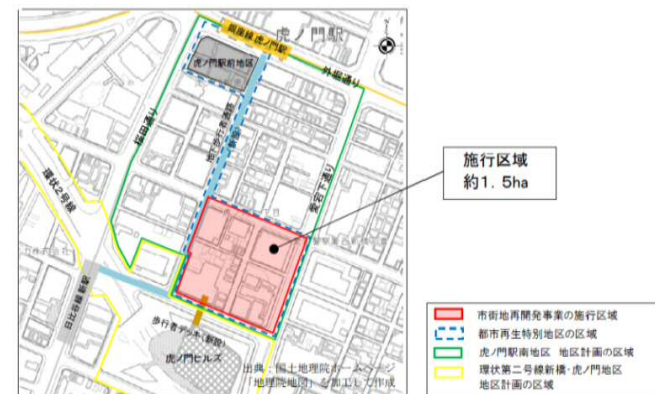 銀座線 虎ノ門駅
虎ノ門駅
虎ノ門駅前地区
外堀通り
桜田通り
地下歩行者通路
(新設)
愛宕下通り
環状2号線
施行区域
約1.5ha
日比谷線 新駅
歩行者デッキ(新設)
虎ノ門ヒルズ
出典:国土地理院ホームページ
「地理院地図」を加工して作成
市街地再開発事業の施行区域
都市再生特別地区の区域
虎ノ門駅南地区 地区計画の区域
環状第二号線新橋・虎ノ門地区
地区計画の区域